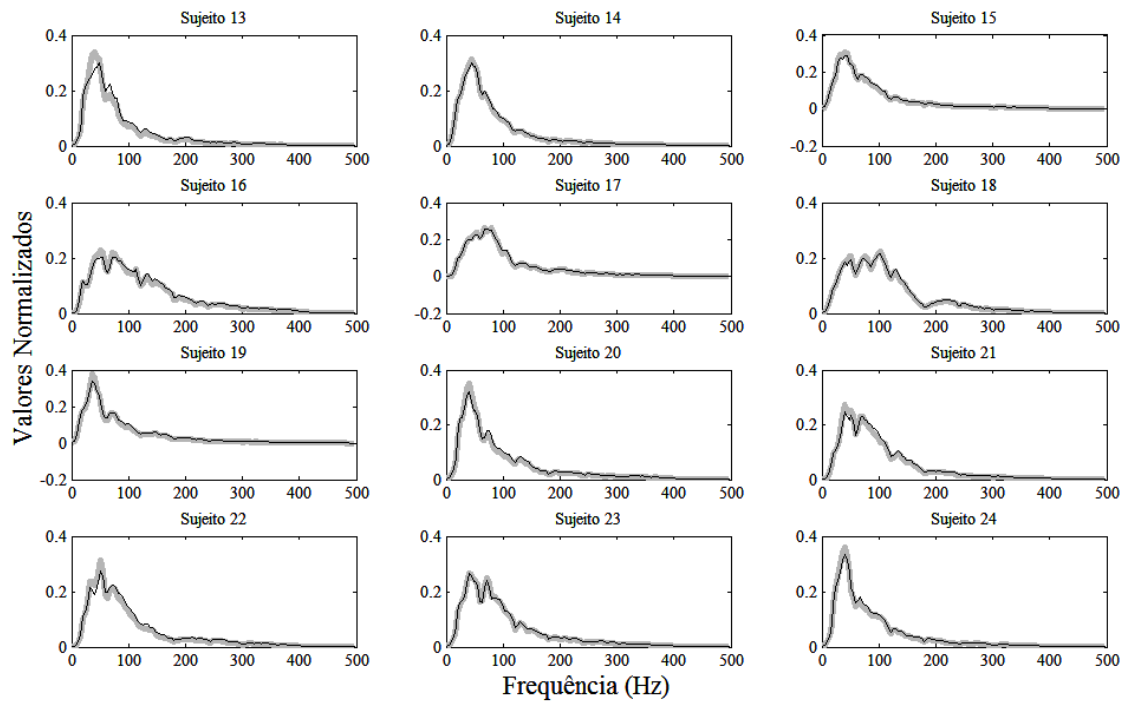 Sujeito 13
Sujeito 14
Sujeito 15
0.4
0.2
0
0 100 200 300 400 500
0.4
0.2
0
0 100 200 300 400 500
0.4
0.2
0
-0.2
0 100 200 300 400 500
Sujeito 16
Sujeito 17
Sujeito 18
0.4
0.2
0
0 100 200 300 400 500
0.4
0.2
0
-0.2
0 100 200 300 400 500
0.4
0.2
0
0 100 200 300 400 500
Valores Normalizados
Sujeito 19
Sujeito 20
Sujeito 21
0.4
0.2
0
-0.2
0 100 200 300 400 500
0.4
0.2
0
0 100 200 300 400 500
0.4
0.2
0
0 100 200 300 400 500
Sujeito 22
Sujeito 23
Sujeito 24
0.4
0.2
0
0 100 200 300 400 500
0.4
0.2
0
0 100 200 300 400 500
0.4
0.2
0
0 100 200 300 400 500
Frequência (Hz)